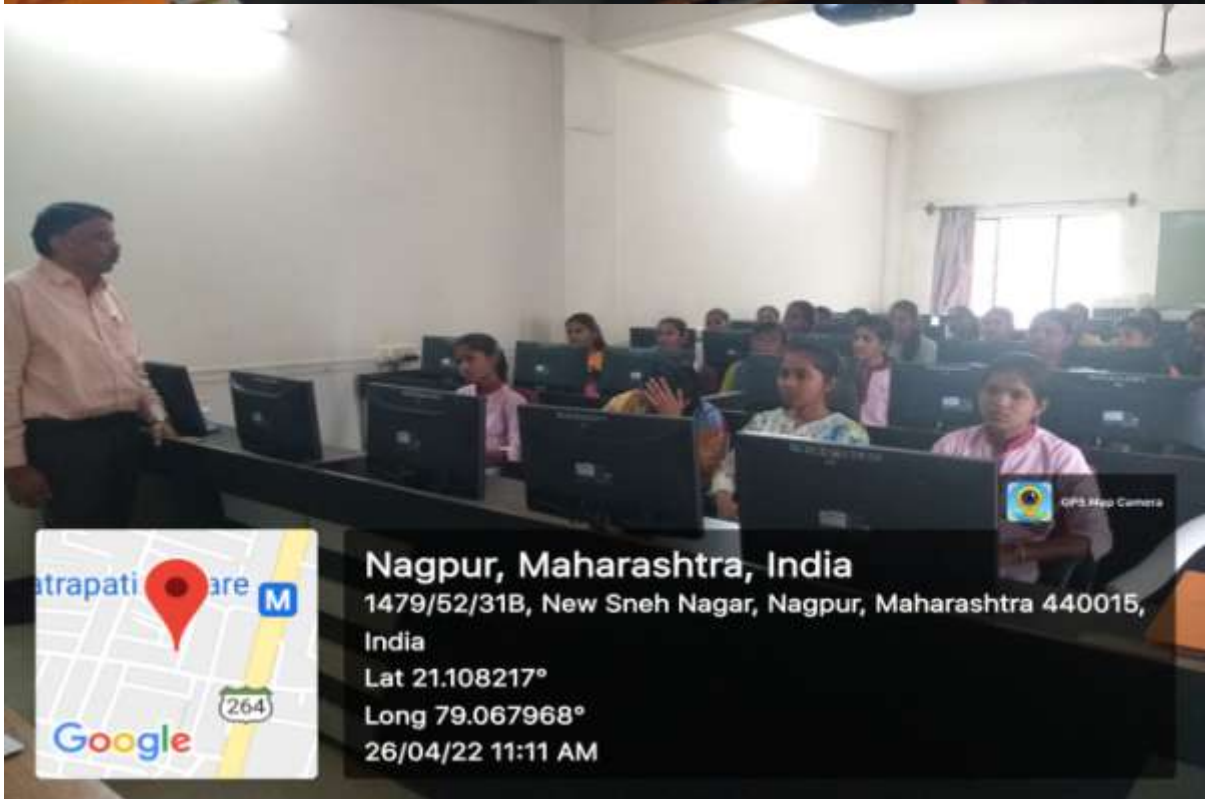 GPS Map Camera
Nagpur, Maharashtra, India
1479/52/31B, New Sneh Nagar, Nagpur, Maharashtra 440015,
India
Lat 21.108217°
Long 79.067968°
26/04/22 11:11 AM
atrapati are M
264
Google